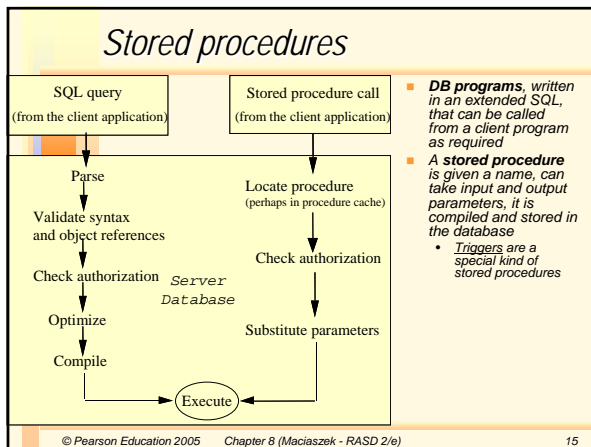 Stored procedures
SQL query
(from the client application)
Stored procedure call
(from the client application)
Parse
Validate syntax
and object references
Check authorization
Optimize
Compile
Locate procedure
(perhaps in procedure cache)
Check authorization
Substitute parameters
Server
Database
Execute
DB programs, written
in an extended SQL,
that can be called
from a client program
as required
A stored procedure
is given a name, can
take input and output
parameters, it is
compiled and stored in
the database
• Triggers are a
special kind of
stored procedures
© Pearson Education 2005 Chapter 8 (Maciaszek - RASD 2/e) 15